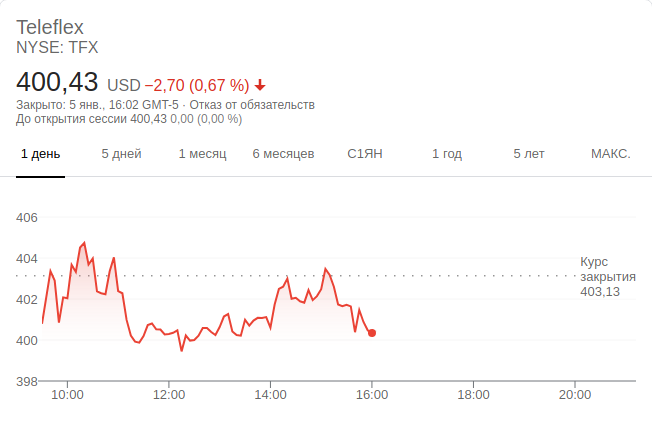 Teleflex
NYSE: TFX
400,43 USD −2,70 (0,67 %)
Закрыто: 5 янв., 16:02 GMT-5 · Отказ от обязательств
До открытия сессии 400,43 0,00 (0,00 %)
1 день 5 дней 1 месяц 6 месяцев С1ЯН 1 год 5 лет МАКС.
406
404
402
400
398
Курс
закрытия
403,13
10:00 12:00 14:00 16:00 18:00 20:00